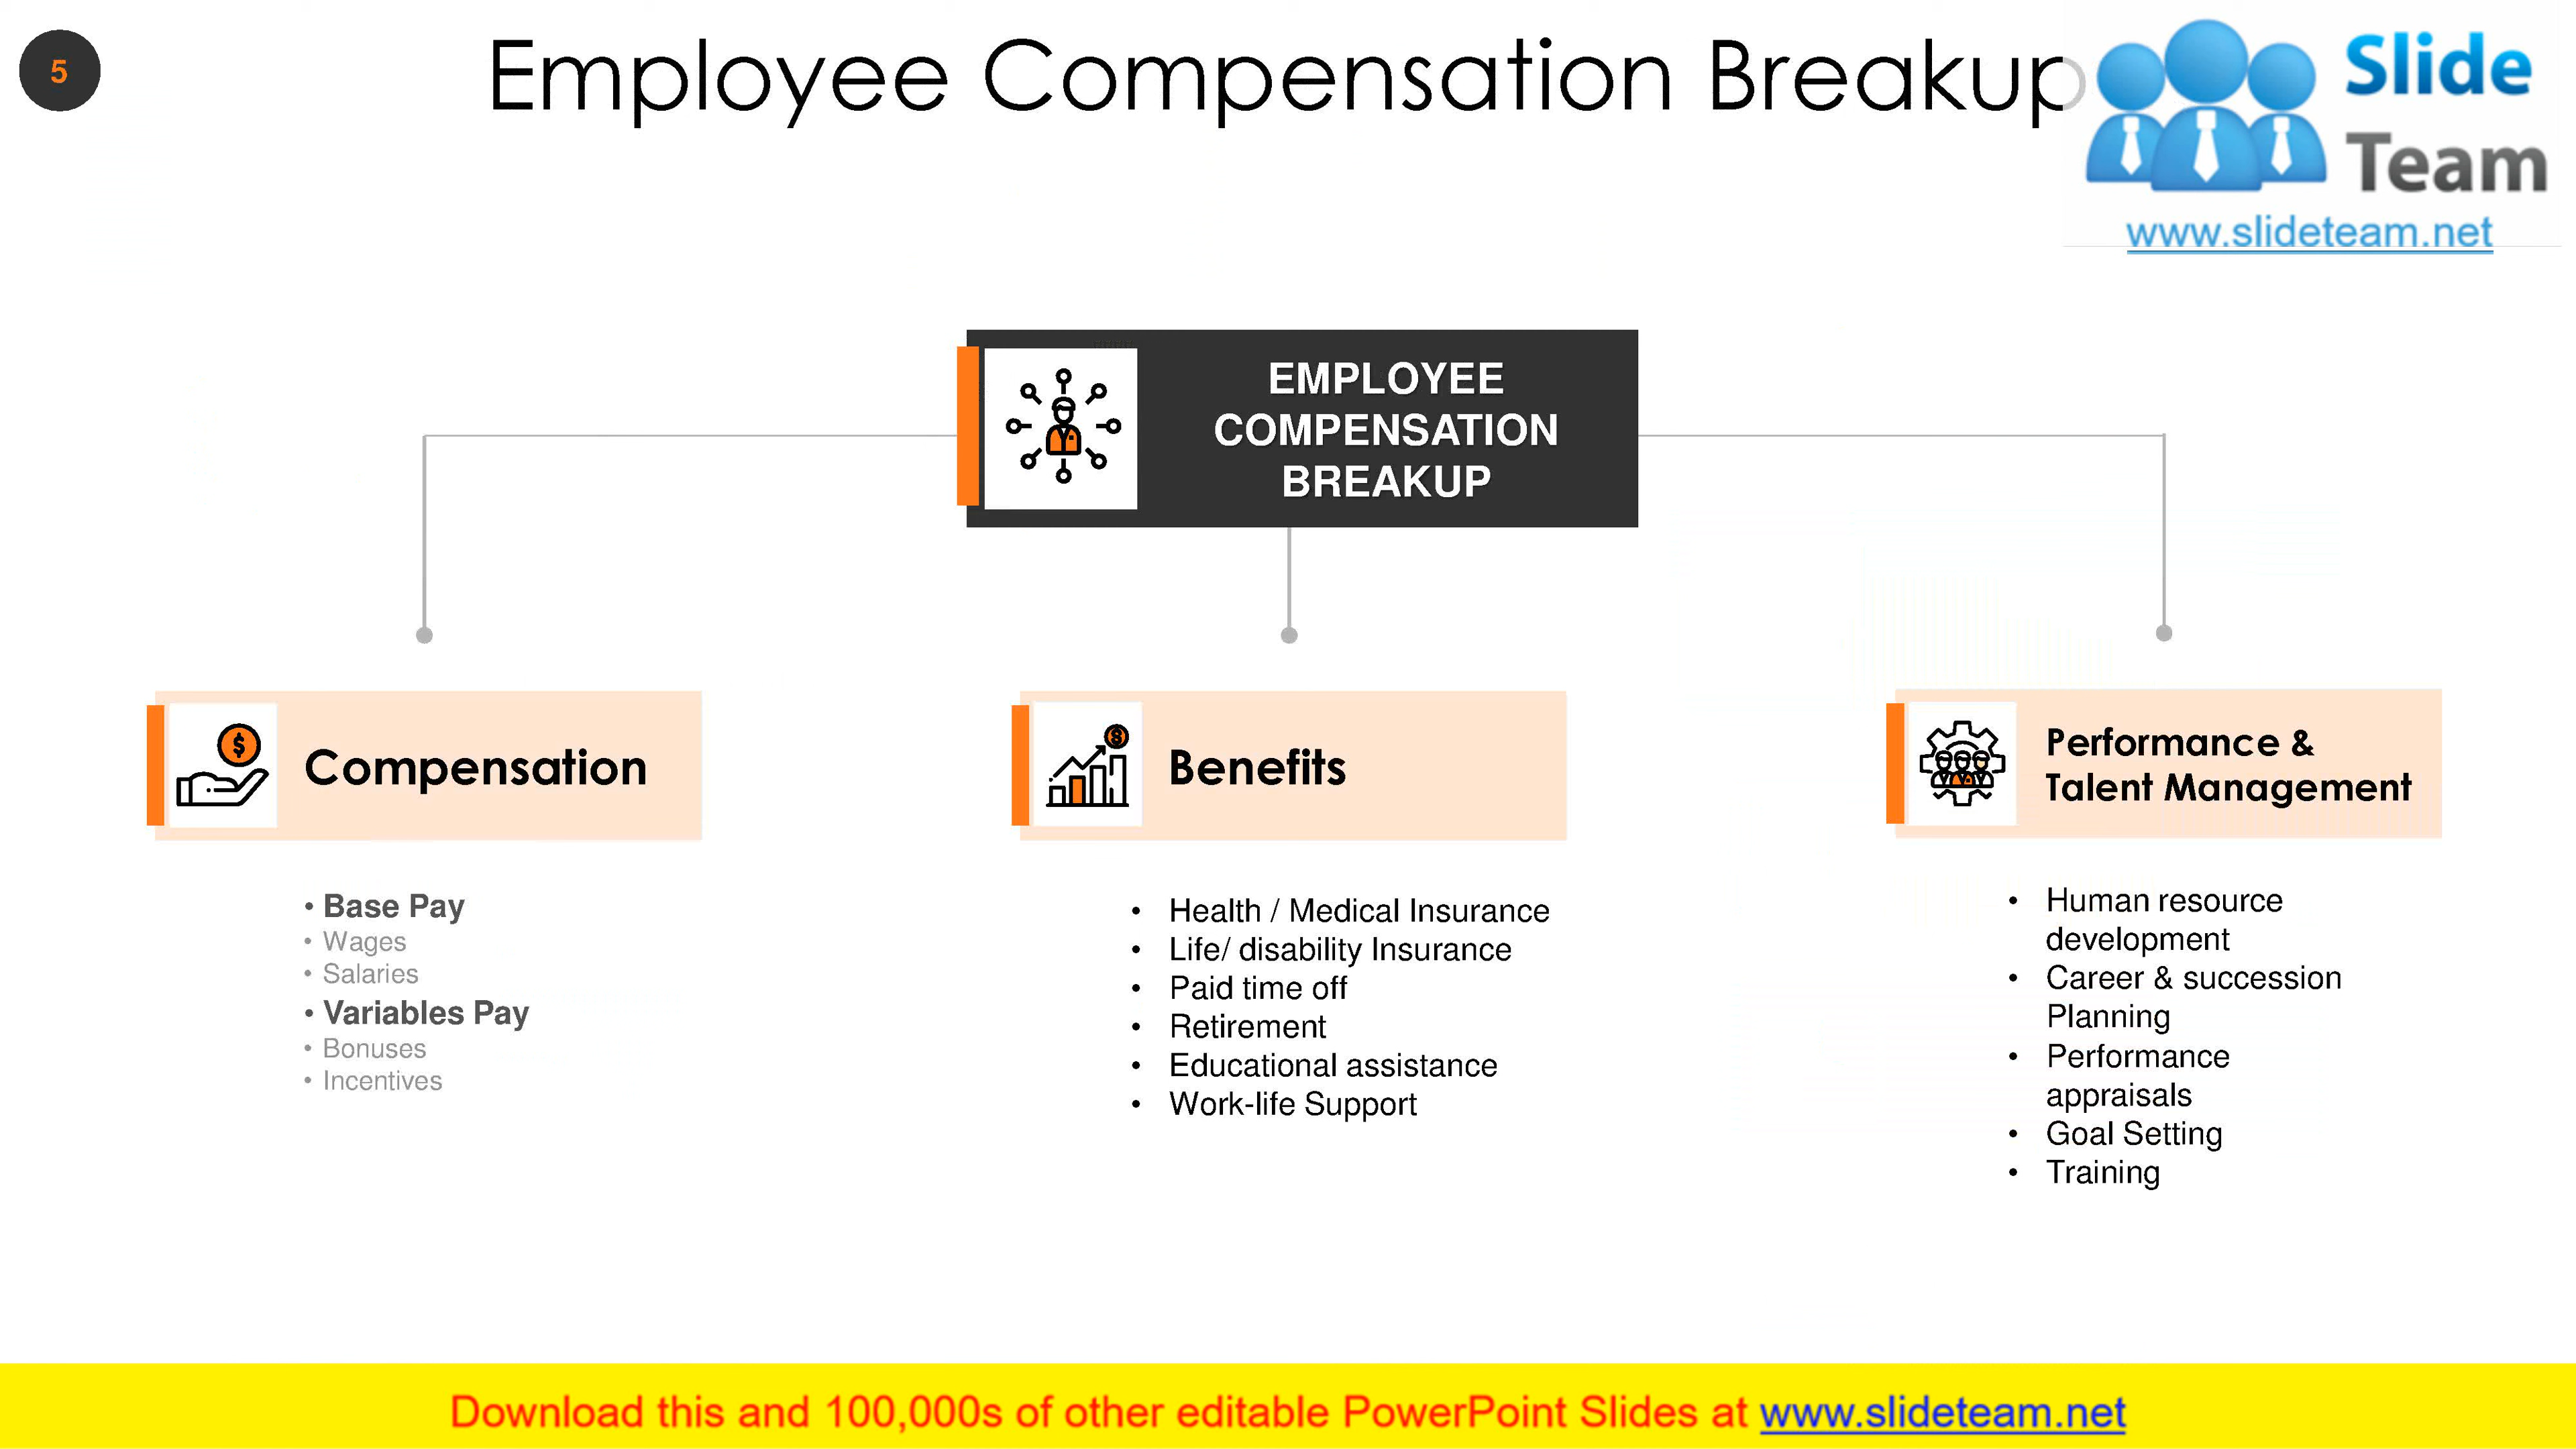 5
Employee Compensation Breakup
Slide
Team
www.slideteam.net
EMPLOYEE
COMPENSATION
BREAKUP
Compensation
• Base Pay
• Wages
• Salaries
• Variables Pay
• Bonuses
• Incentives
Benefits
• Health / Medical Insurance
• Life/ disability Insurance
• Paid time off
• Retirement
• Educational assistance
• Work-life Support
Performance &
Talent Management
• Human resource
development
• Career & succession
Planning
• Performance
appraisals
• Goal Setting
• Training
Download this and 100,000s of other editable PowerPoint Slides at www.slideteam.net